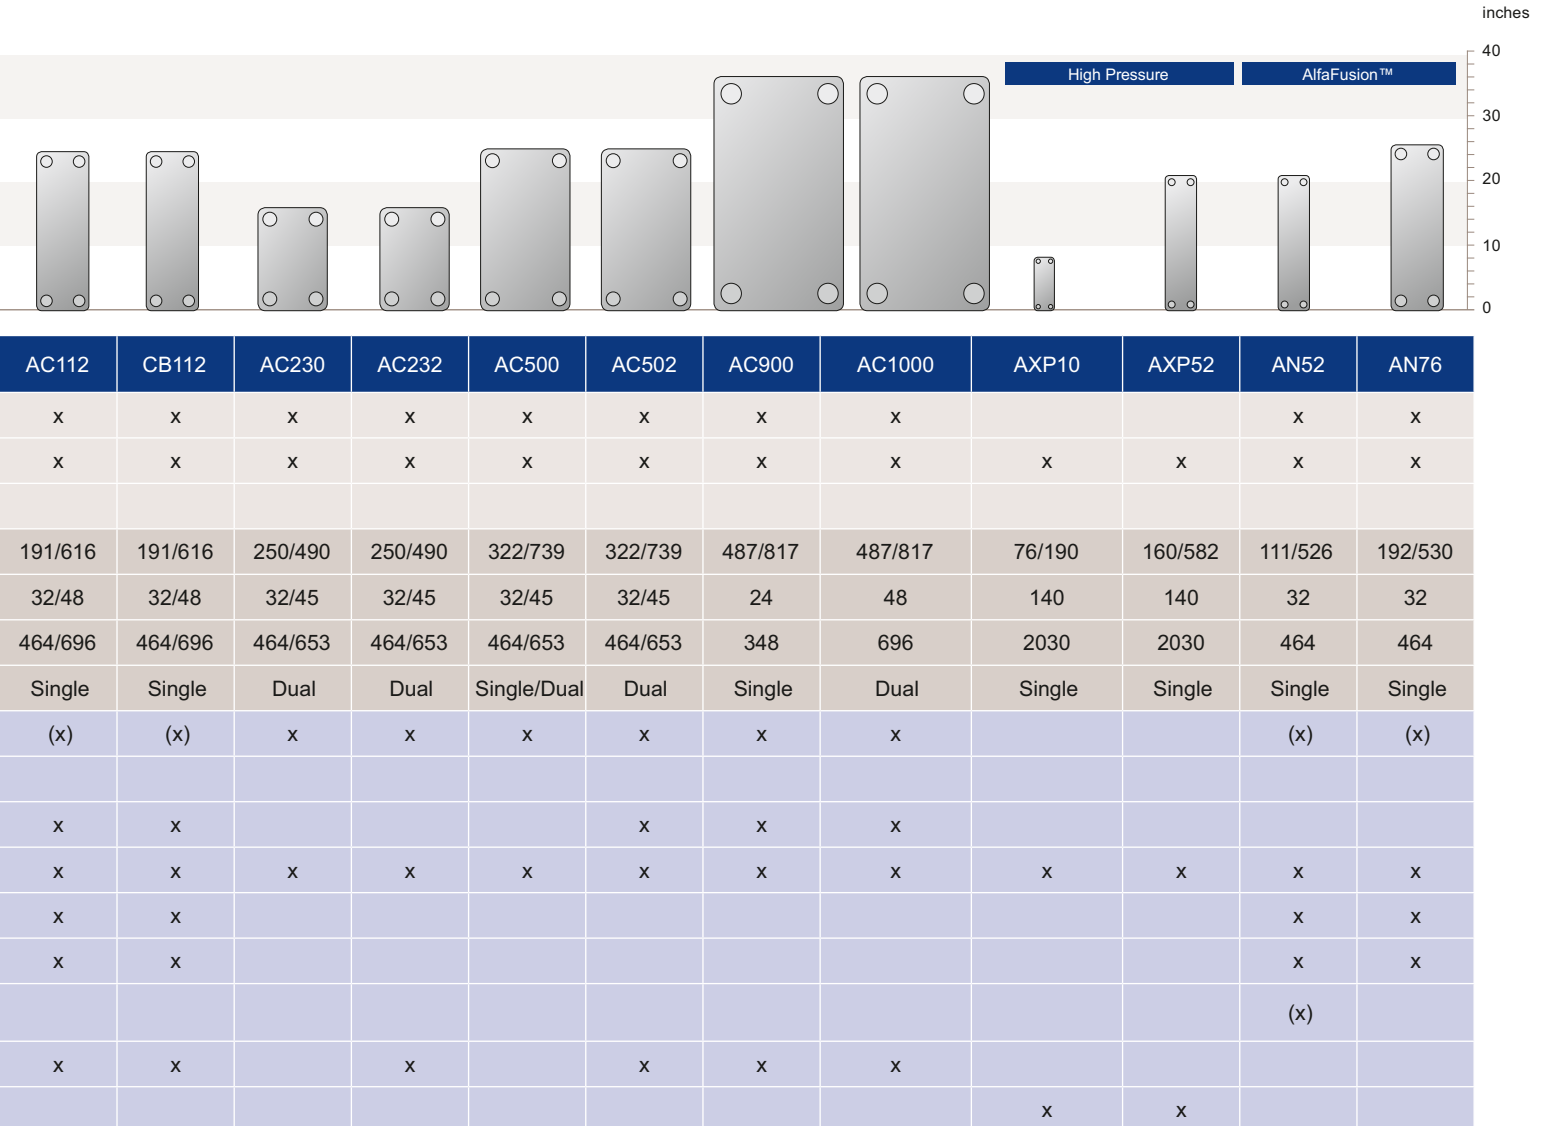 inches
40
High Pressure AlfaFusion™
30
20
10
0
AC112 CB112 AC230 AC232 AC500 AC502 AC900 AC1000 AXP10 AXP52 AN52 AN76
x x x x x x x x x x
x x x x x x x x x x x x
191/616 191/616 250/490 250/490 322/739 322/739 487/817 487/817 76/190 160/582 111/526 192/530
32/48 32/48 32/45 32/45 32/45 32/45 24 48 140 140 32 32
464/696 464/696 464/653 464/653 464/653 464/653 348 696 2030 2030 464 464
Single Single Dual Dual Single/Dual Dual Single Dual Single Single Single Single
(x) (x) x x x x x x (x) (x)
x x x x x
x x x x x x x x x x x x
x x x x
x x x x
(x)
x x x x x x
x x